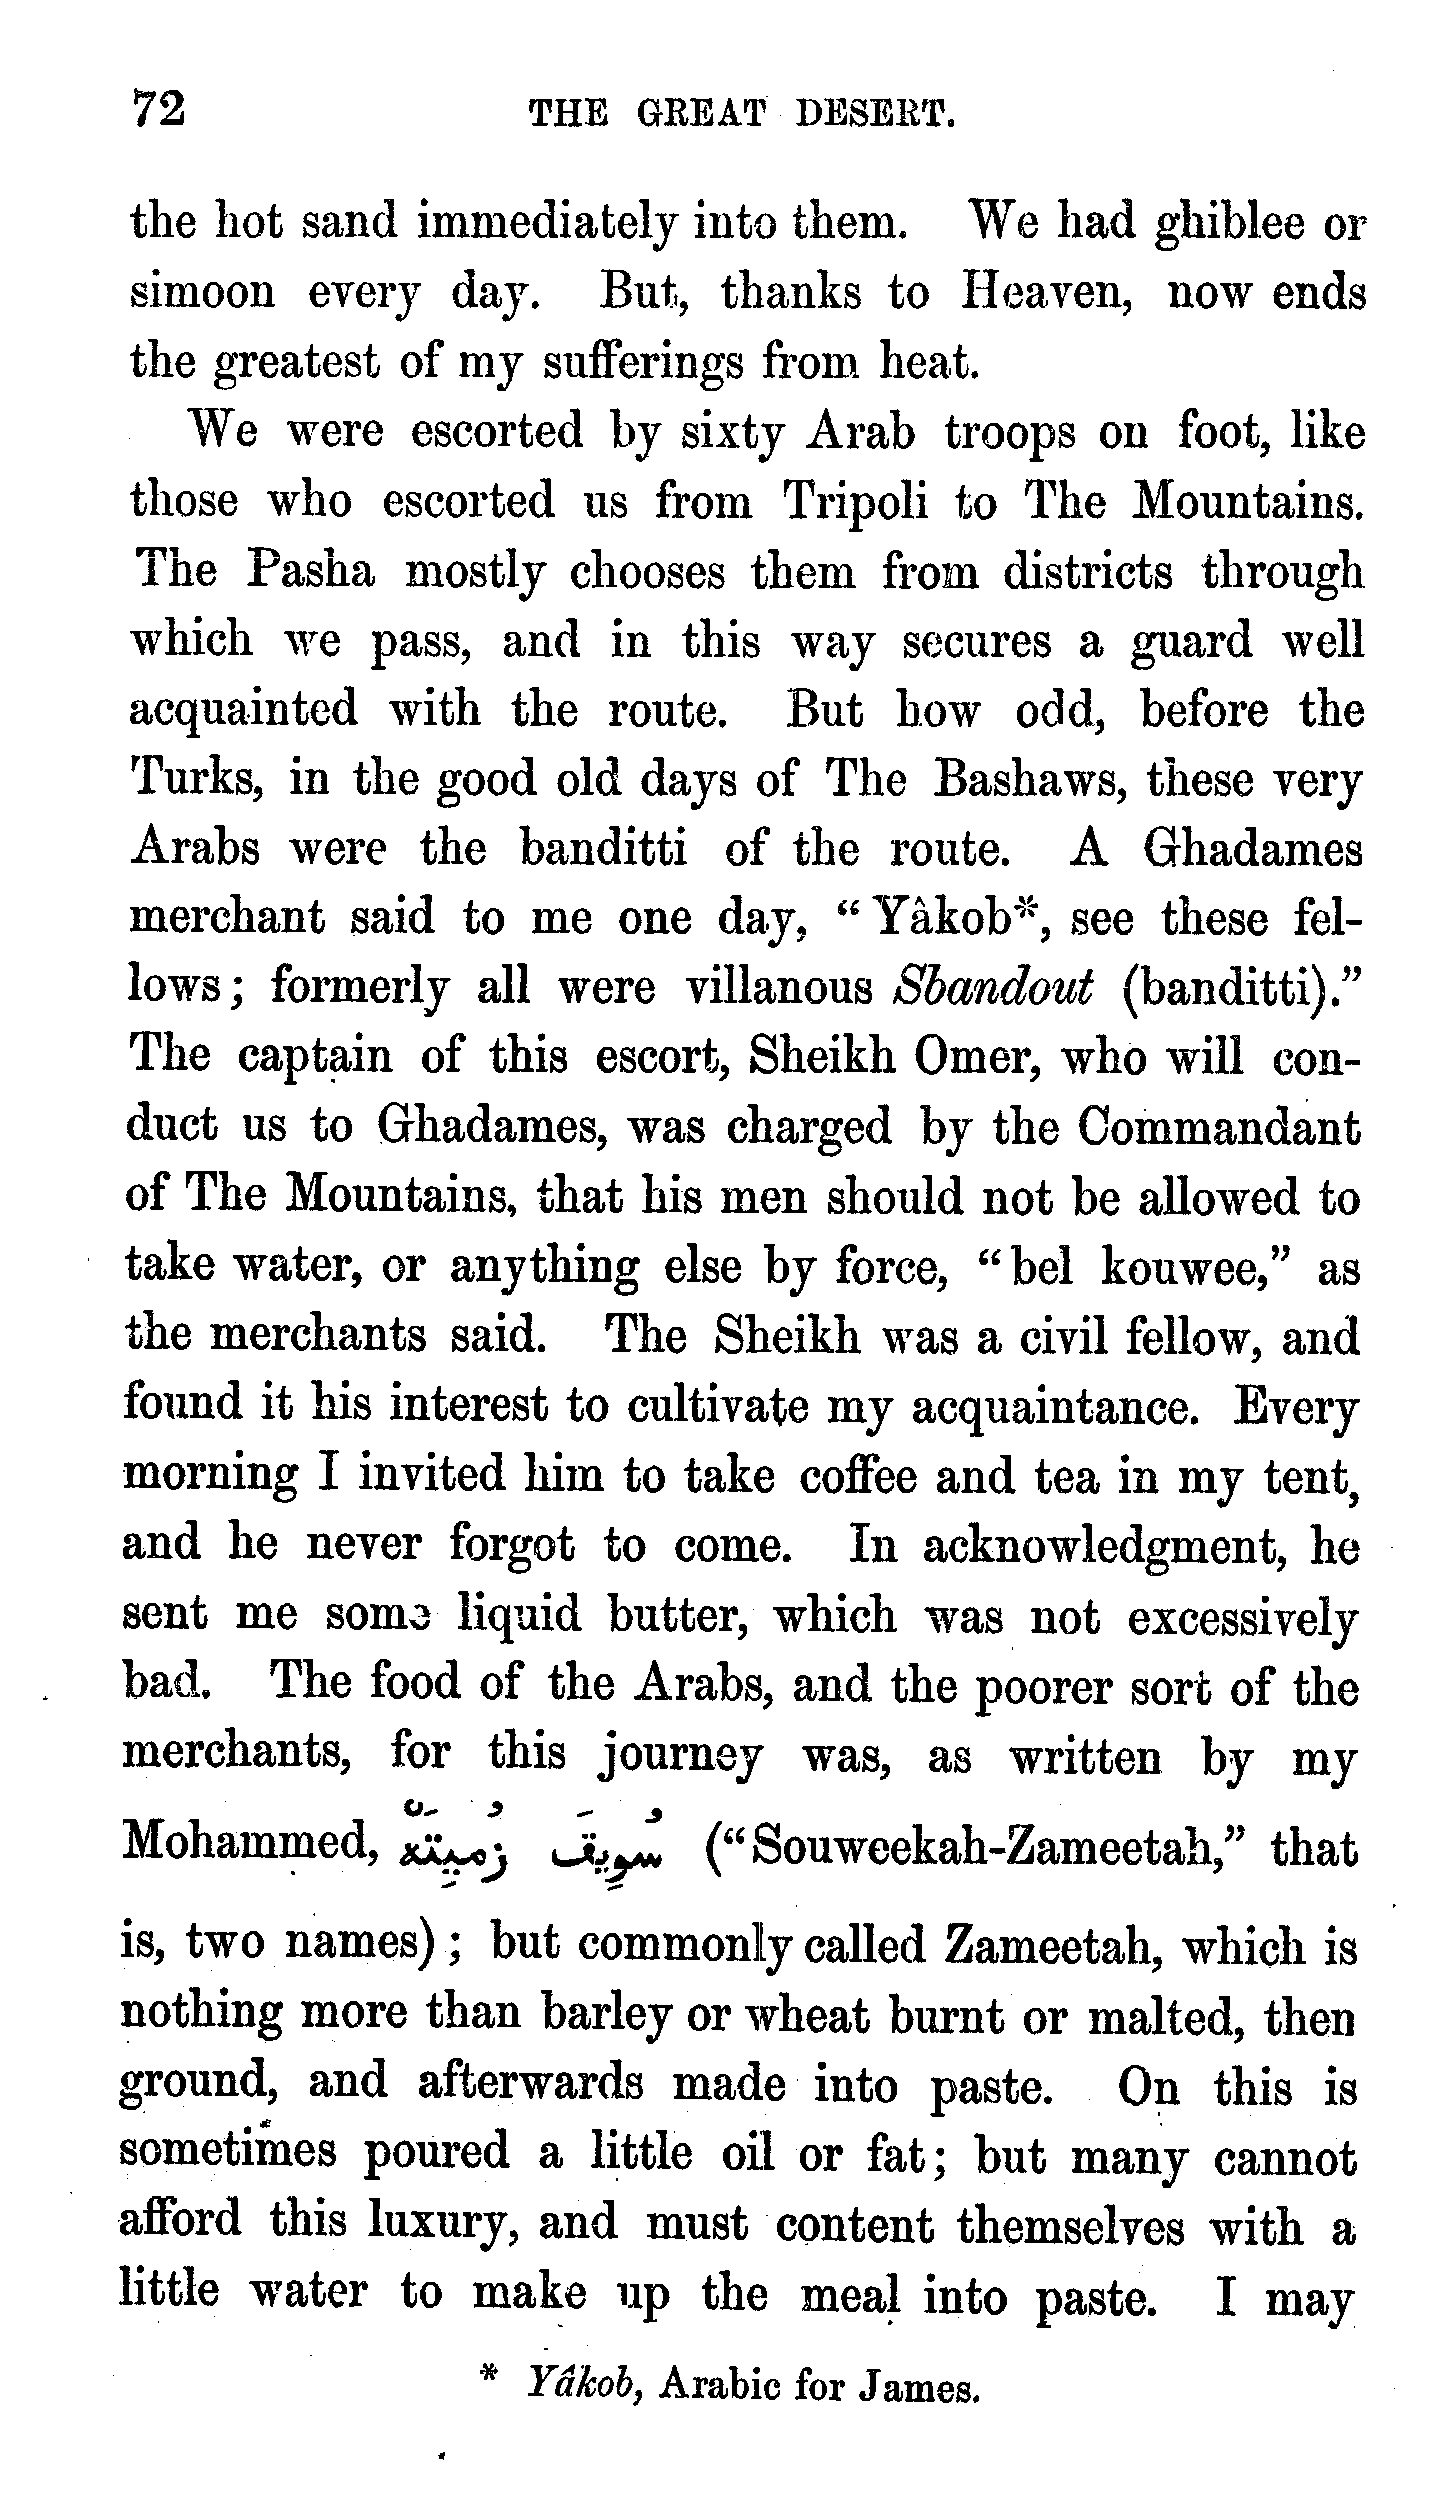 72 THE GREAT DESERT.
the hot sand immediately into them. We had ghiblee or
simoon every day. But, thanks to Heaven, now ends
the greatest of my sufferings from heat.
We were escorted by sixty Arab troops on foot, like
those who escorted us from Tripoli to The Mountains.
The Pasha mostly chooses them from districts through
which we pass, and in this way secures a guard well
acquainted with the route. But how odd, before the
Turks, in the good old days of The Bashaws, these very
Arabs were the banditti of the route. A Ghadames
merchant said to me one day, “Yâkob*, see these fel-
lows; formerly all were villanous Sbandout (banditti).”
The captain of this escort, Sheikh Omer, who will con-
duct us to Ghadames, was charged by the Commandant
of The Mountains, that his men should not be allowed to
take water, or anything else by force, “bel kouwee,” as
the merchants said. The Sheikh was a civil fellow, and
found it his interest to cultivate my acquaintance. Every
morning I invited him to take coffee and tea in my tent,
and he never forgot to come. In acknowledgment, he
sent me some liquid butter, which was not excessively
bad. The food of the Arabs, and the poorer sort of the
merchants, for this journey was, as written by my
Mohammed, سُوِيقَ زُمِيتَّه (“Souweekah-Zameetah,” that
is, two names); but commonly called Zameetah, which is
nothing more than barley or wheat burnt or malted, then
ground, and afterwards made into paste. On this is
sometimes poured a little oil or fat; but many cannot
afford this luxury, and must content themselves with a
little water to make up the meal into paste. I may
* Yâkob, Arabic for James.